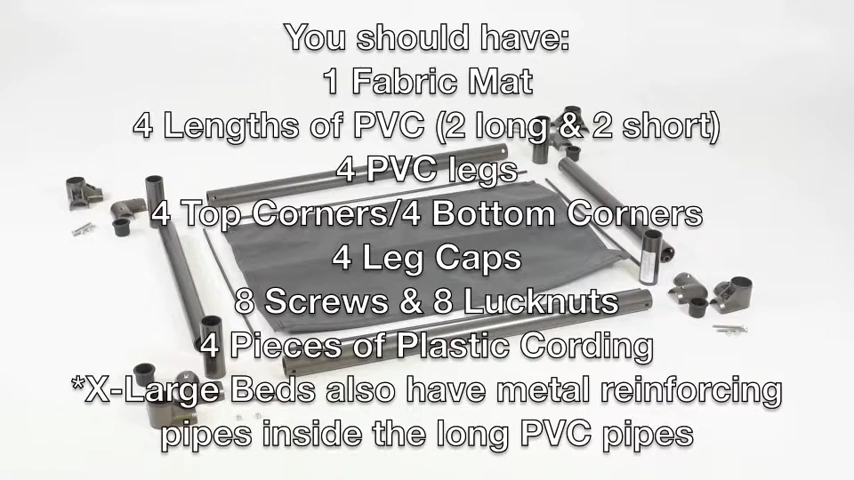 You should have:
1 Fabric Mat
4 Lengths of PVC (2 long & 2 short)
4 PVC legs
4 Top Corners/4 Bottom Corners
4 Leg Caps
8 Screws & 8 Lucknuts
4 Pieces of Plastic Cording
*X-Large Beds also have metal reinforcing
pipes inside the long PVC pipes